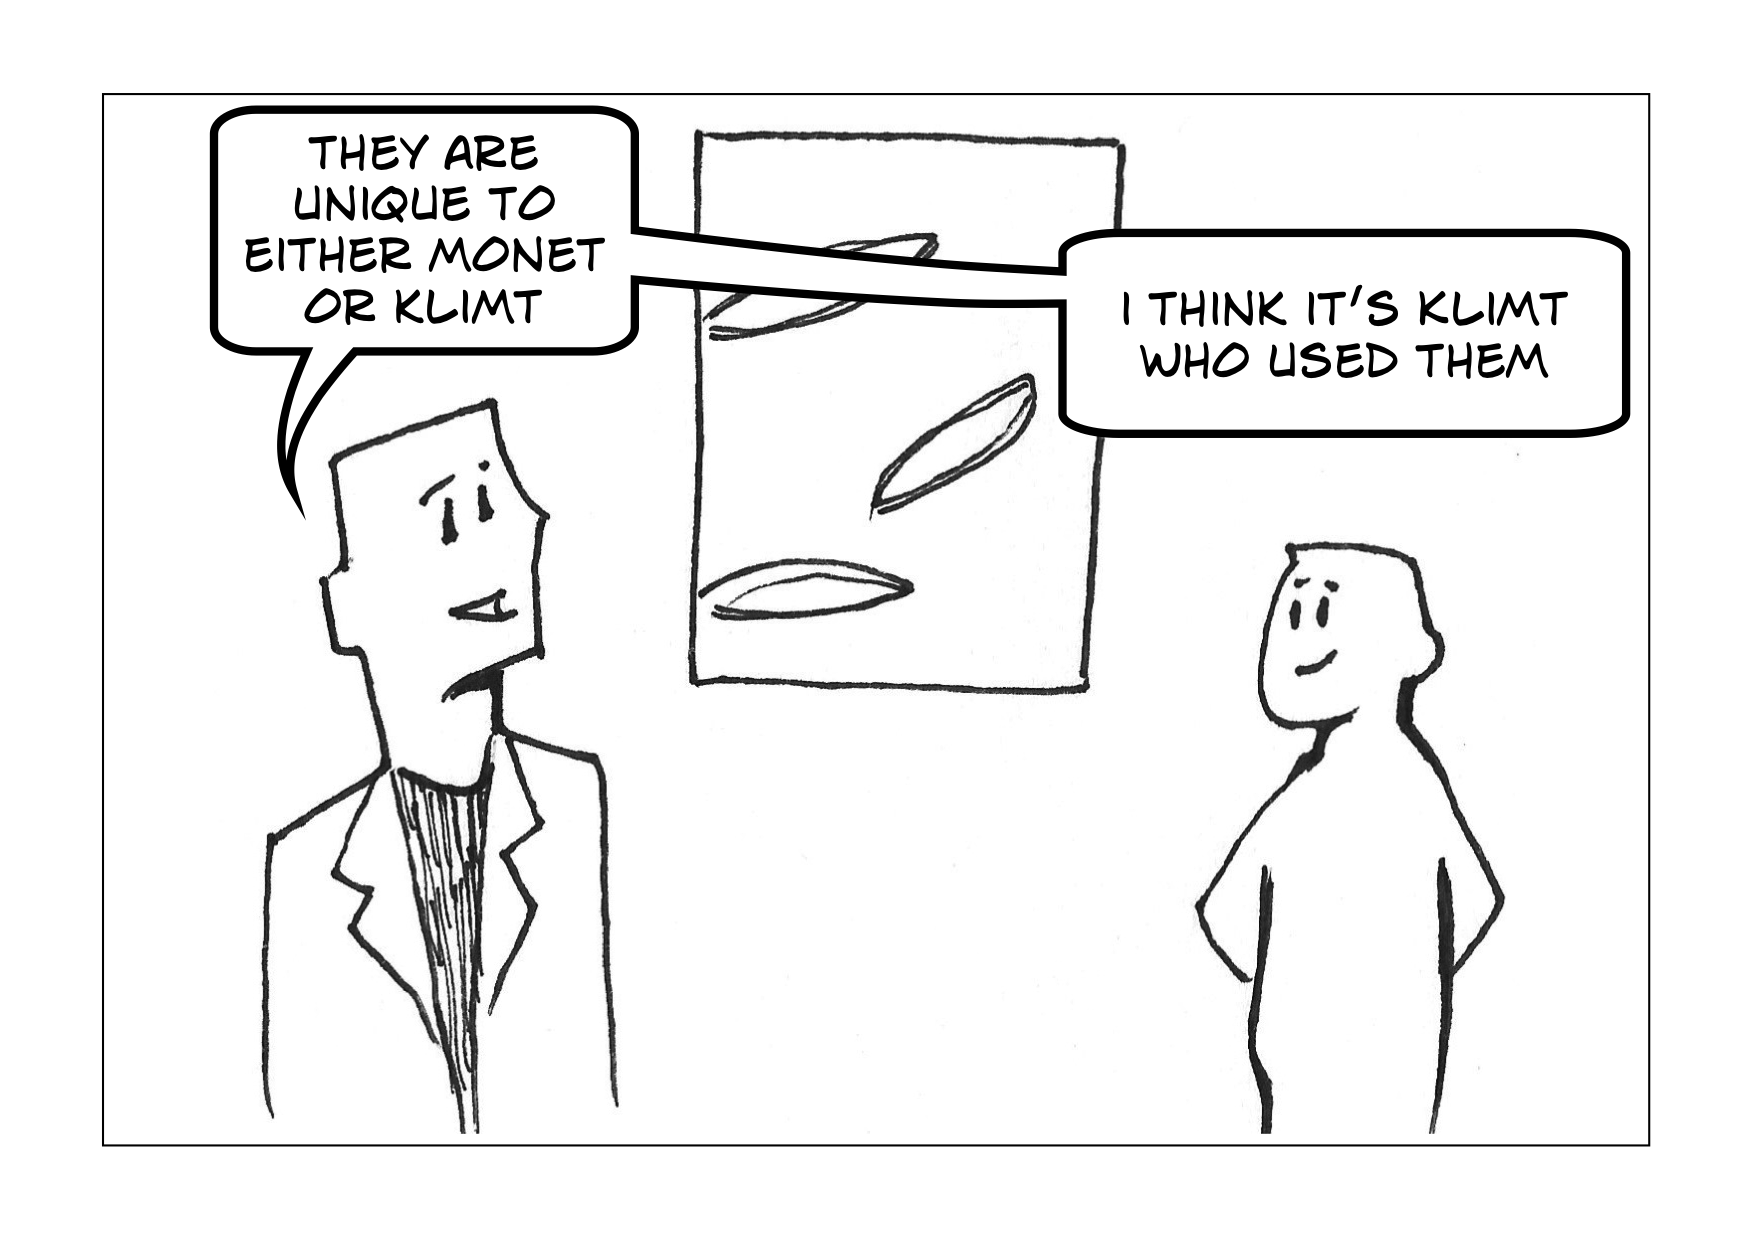 THEY ARE
UNIQUE TO
EITHER MONET
OR KLIMT
I THINK IT'S KLIMT
WHO USED THEM